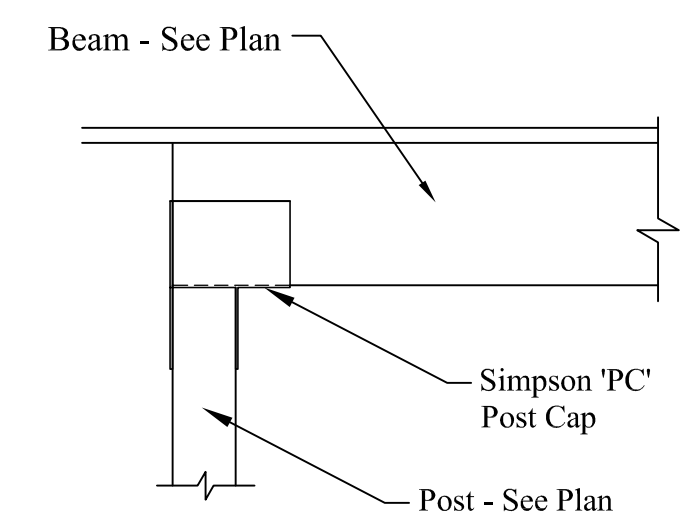 Beam - See Plan
Simpson 'PC'
Post Cap
Post - See Plan